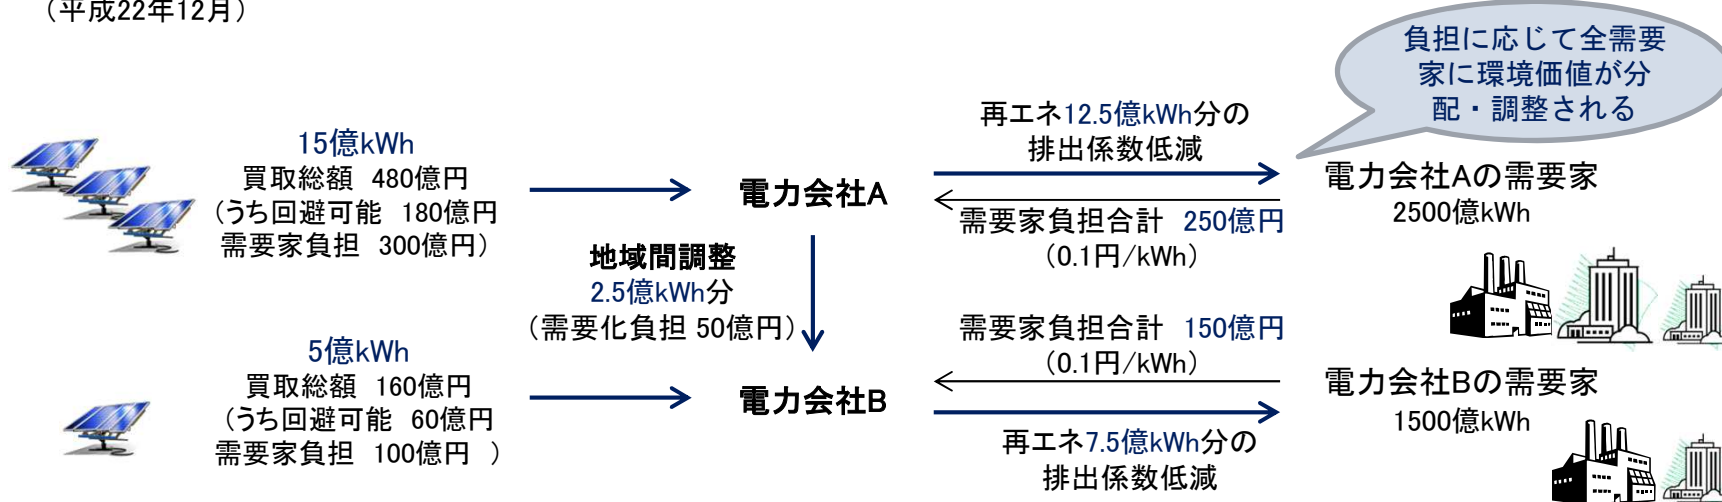 （平成22年12月）
負担に応じて全需要
家に環境価値が分
配・調整される
15億kWh
買取総額 480億円
（うち回避可能 180億円
需要家負担 300億円）
電力会社A
再エネ12.5億kWh分の
排出係数低減
需要家負担合計 250億円
（0.1円/kWh）
電力会社Aの需要家
2500億kWh
地域間調整
2.5億kWh分
（需要化負担 50億円）
5億kWh
買取総額 160億円
（うち回避可能 60億円
需要家負担 100億円 ）
電力会社B
需要家負担合計 150億円
（0.1円/kWh）
再エネ7.5億kWh分の
排出係数低減
電力会社Bの需要家
1500億kWh